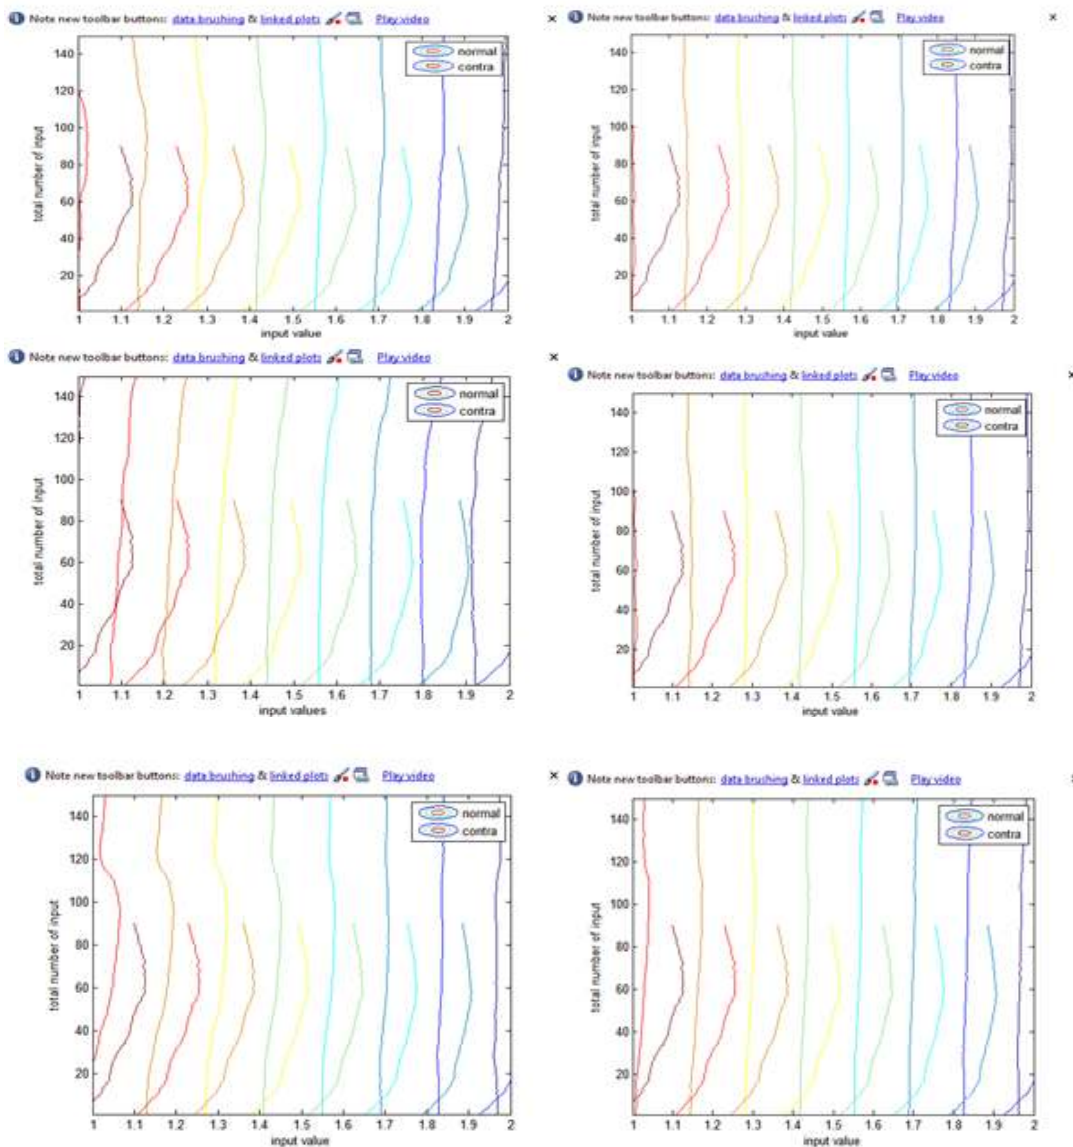 Note new toolbar buttons: data brushing & linked plots Play video
140
120
100
80
60
40
20
total number of input
normal
contra
1 1.1 1.2 1.3 1.4 1.5 1.6 1.7 1.8 1.9 2
input value
Note new toolbar buttons: data brushing & linked plots Play video
140
120
100
80
60
40
20
total number of input
normal
contra
1 1.1 1.2 1.3 1.4 1.5 1.6 1.7 1.8 1.9 2
input value
Note new toolbar buttons: data brushing & linked plots Play video
140
120
100
80
60
40
20
total number of input
normal
contra
1 1.1 1.2 1.3 1.4 1.5 1.6 1.7 1.8 1.9 2
input values
Note new toolbar buttons: data brushing & linked plots Play video
140
120
100
80
60
40
20
total number of input
normal
contra
1 1.1 1.2 1.3 1.4 1.5 1.6 1.7 1.8 1.9 2
input value
Note new toolbar buttons: data brushing & linked plots Play video
140
120
100
80
60
40
20
total number of input
normal
contra
1 1.1 1.2 1.3 1.4 1.5 1.6 1.7 1.8 1.9 2
input value
Note new toolbar buttons: data brushing & linked plots Play video
140
120
100
80
60
40
20
total number of input
normal
contra
1 1.1 1.2 1.3 1.4 1.5 1.6 1.7 1.8 1.9 2
input value